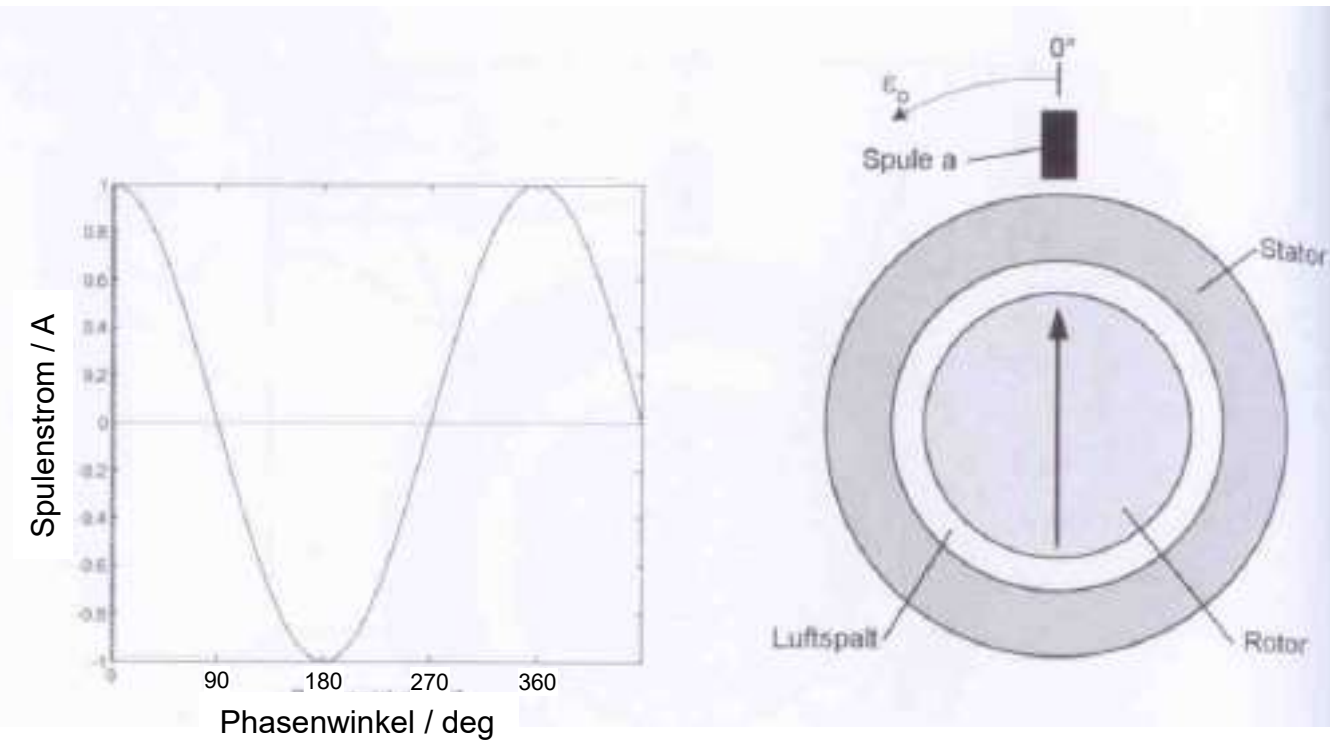 0°
ε₀
Spule a
Stator
Luftspalt
Rotor
Spulenstrom / A
1
0.8
0.6
0.4
0.2
0
-0.2
-0.4
-0.6
-0.8
-1
0
90
180
270
360
Phasenwinkel / deg